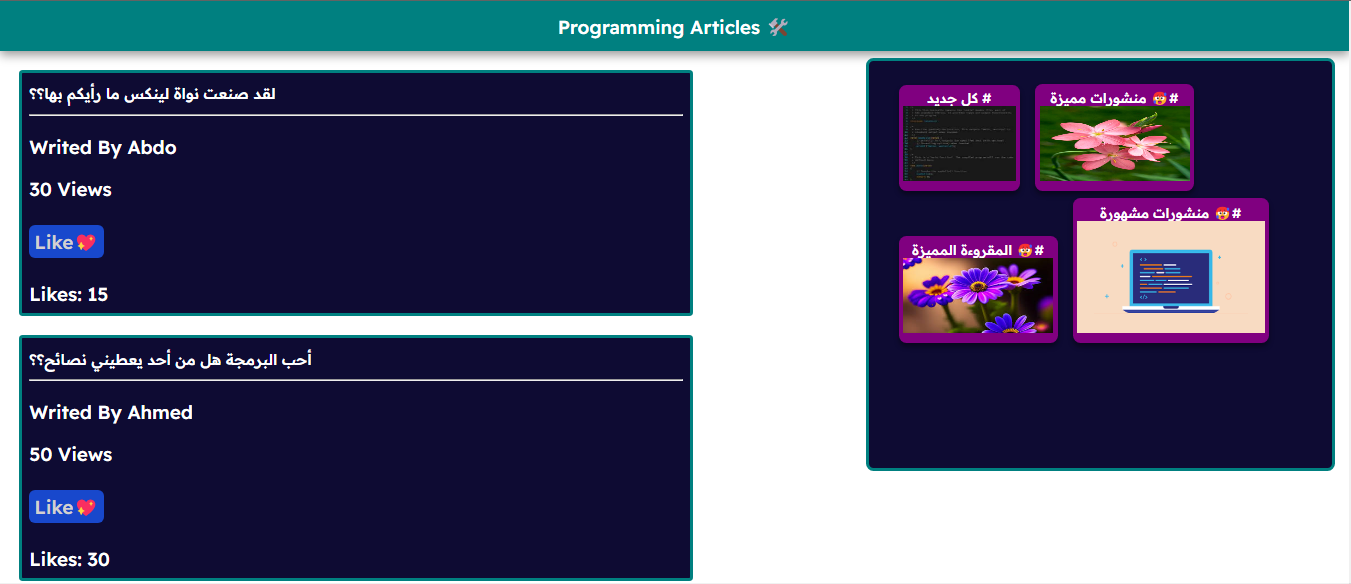 Programming Articles 🛠️
لقد صنعت نواة لينكس ما رأيكم بها؟؟
Writed By Abdo
30 Views
Like💖
Likes: 15
أحب البرمجة هل من أحد يعطيني نصائح؟؟
Writed By Ahmed
50 Views
Like💖
Likes: 30
# كل جديد
#🤯 منشورات مميزة
#🤯 المقروءة المميزة
#🤯 منشورات مشهورة